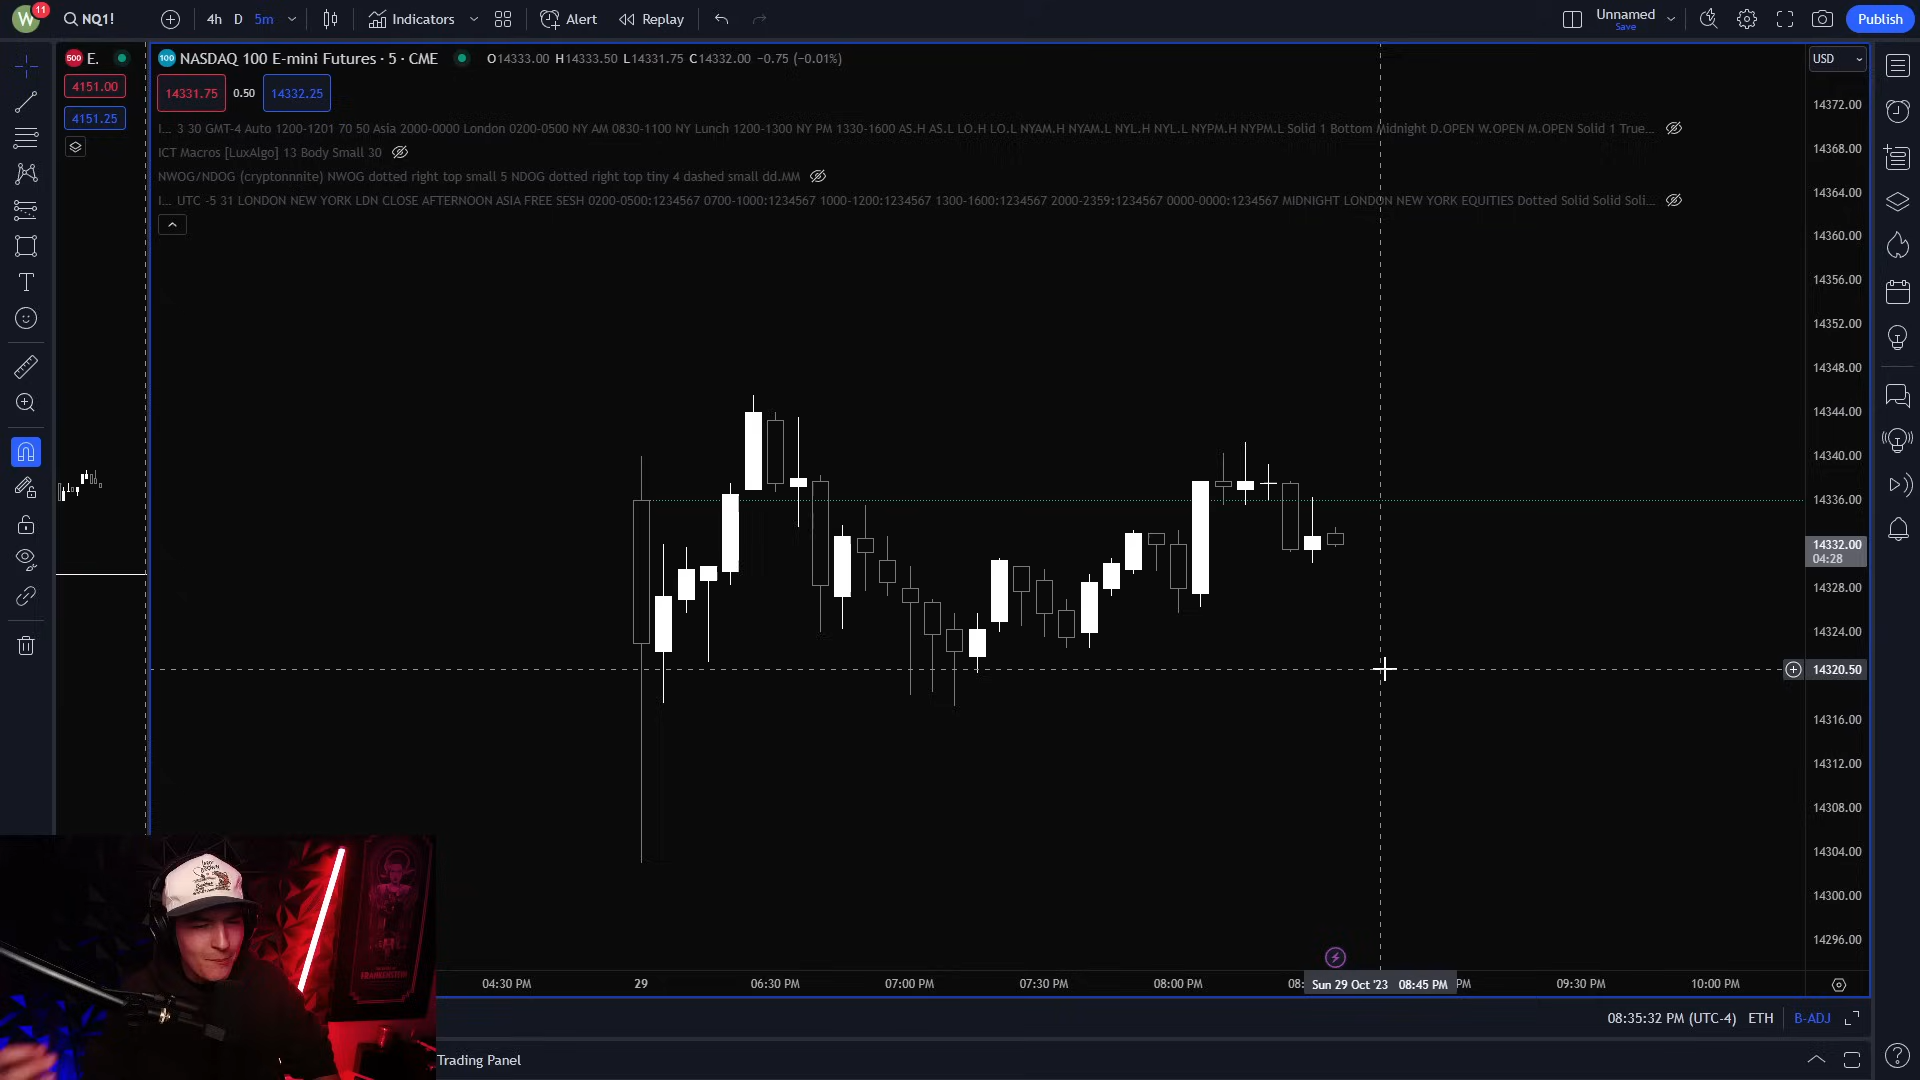 W 11 NQ1! 4h D 5m Indicators Alert Replay Unnamed Save Publish
500 E. 100 NASDAQ 100 E-mini Futures · 5 · CME O14333.00 H14333.50 L14331.75 C14332.00 −0.75 (−0.01%) USD
4151.00 14331.75 0.50 14332.25
4151.25
I... 3 30 GMT-4 Auto 1200-1201 70 50 Asia 2000-0000 London 0200-0500 NY AM 0830-1100 NY Lunch 1200-1300 NY PM 1330-1600 AS.H AS.L LO.H LO.L NYAM.H NYAM.L NYL.H NYL.L NYPM.H NYPM.L Solid 1 Bottom Midnight D.OPEN W.OPEN M.OPEN Solid 1 True...
ICT Macros [LuxAlgo] 13 Body Small 30
NWOG/NDOG (cryptonnnite) NWOG dotted right top small 5 NDOG dotted right top tiny 4 dashed small dd.MM
I... UTC -5 31 LONDON NEW YORK LDN CLOSE AFTERNOON ASIA FREE SESH 0200-0500:1234567 0700-1000:1234567 1000-1200:1234567 1300-1600:1234567 2000-2359:1234567 0000-0000:1234567 MIDNIGHT LONDON NEW YORK EQUITIES Dotted Solid Solid Soli...
14372.00
14368.00
14364.00
14360.00
14356.00
14352.00
14348.00
14344.00
14340.00
14336.00
14332.00
04:28
14328.00
14324.00
14320.50
14316.00
14312.00
14308.00
14304.00
14300.00
14296.00
04:30 PM 29 06:30 PM 07:00 PM 07:30 PM 08:00 PM 08: Sun 29 Oct '23 08:45 PM PM 09:30 PM 10:00 PM
08:35:32 PM (UTC-4) ETH B-ADJ
Trading Panel
FRANKENSTEIN